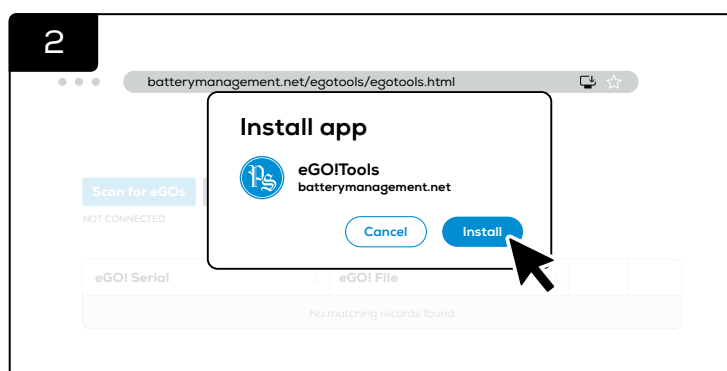 2
batterymanagement.net/egotools/egotools.html
Install app
Ps
eGO!Tools
batterymanagement.net
Scan for eGOs
NOT CONNECTED
Cancel
Install
eGO! Serial
eGO! File
No matching records found